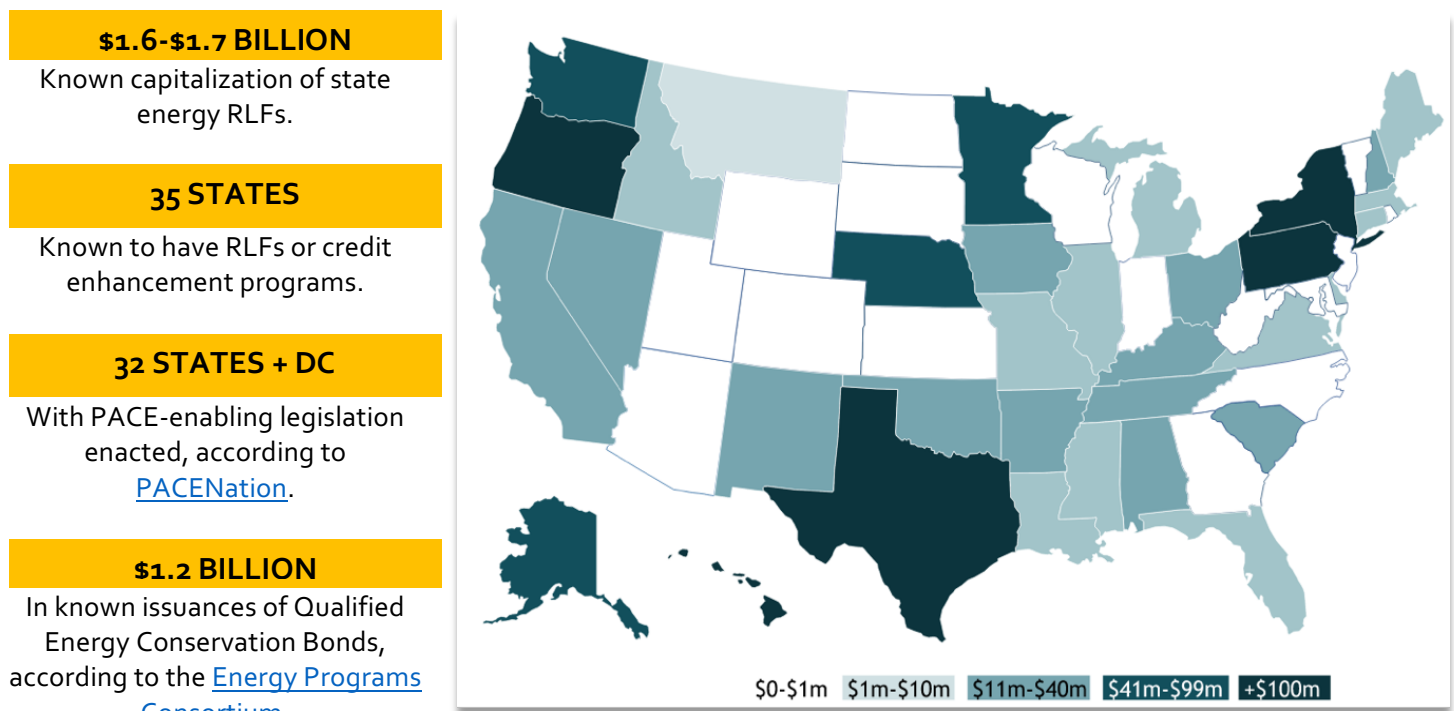 $1.6-$1.7 BILLION
Known capitalization of state
energy RLFs.
35 STATES
Known to have RLFs or credit
enhancement programs.
32 STATES + DC
With PACE-enabling legislation
enacted, according to
PACENation.
$1.2 BILLION
In known issuances of Qualified
Energy Conservation Bonds,
according to the Energy Programs
Consortium.
$0-$1m $1m-$10m $11m-$40m $41m-$99m +$100m